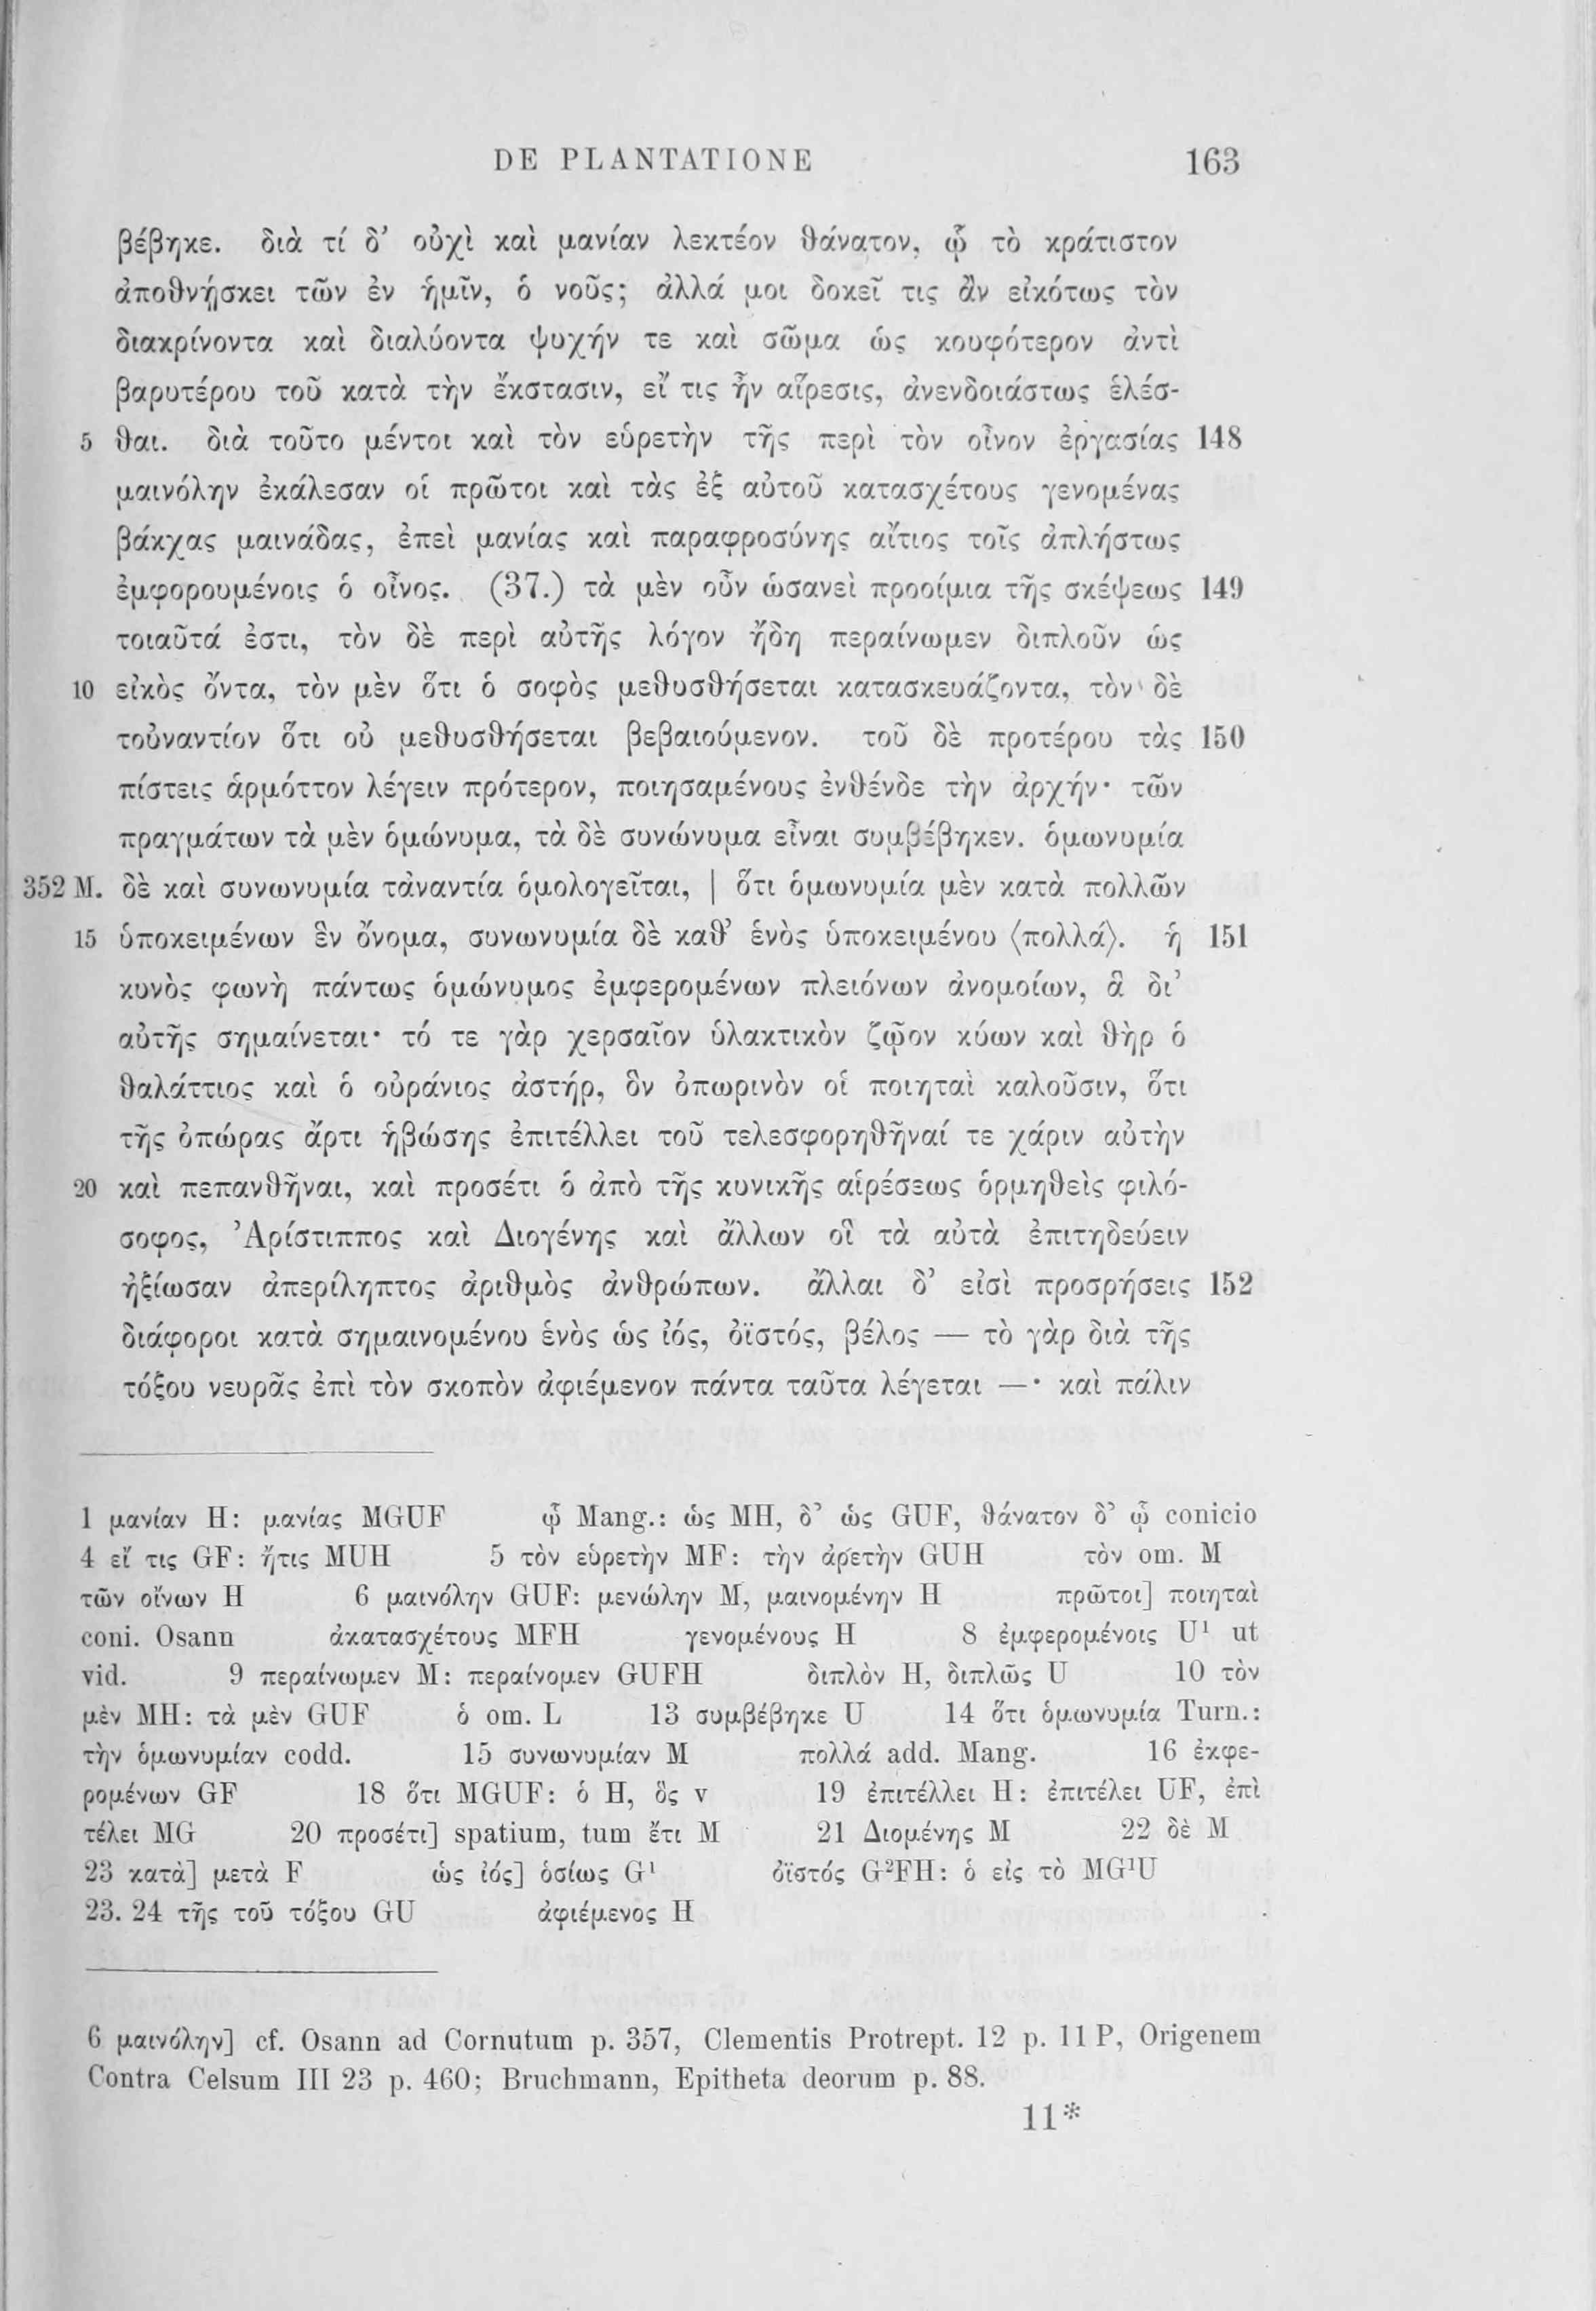 DE PLANTATIONE 163
βέβηκε. διὰ τί δ’ οὐχὶ καὶ μανίαν λεκτέον θάνατον, ᾧ τὸ κράτιστον
ἀποθνῄσκει τῶν ἐν ἡμῖν, ὁ νοῦς; ἀλλά μοι δοκεῖ τις ἂν εἰκότως τὸν
διακρίνοντα καὶ διαλύοντα ψυχήν τε καὶ σῶμα ὡς κουφότερον ἀντὶ
βαρυτέρου τοῦ κατὰ τὴν ἔκστασιν, εἴ τις ἦν αἵρεσις, ἀνενδοιάστως ἑλέσ-
5 θαι. διὰ τοῦτο μέντοι καὶ τὸν εὑρετὴν τῆς περὶ τὸν οἶνον ἐργασίας 148
μαινόλην ἐκάλεσαν οἱ πρῶτοι καὶ τὰς ἐξ αὐτοῦ κατασχέτους γενομένας
βάκχας μαινάδας, ἐπεὶ μανίας καὶ παραφροσύνης αἴτιος τοῖς ἀπλήστως
ἐμφορουμένοις ὁ οἶνος. (37.) τὰ μὲν οὖν ὡσανεὶ προοίμια τῆς σκέψεως 149
τοιαῦτά ἐστι, τὸν δὲ περὶ αὐτῆς λόγον ἤδη περαίνωμεν διπλοῦν ὡς
10 εἰκὸς ὄντα, τὸν μὲν ὅτι ὁ σοφὸς μεθυσθήσεται κατασκευάζοντα, τὸν δὲ
τοὐναντίον ὅτι οὐ μεθυσθήσεται βεβαιούμενον. τοῦ δὲ προτέρου τὰς 150
πίστεις ἁρμόττον λέγειν πρότερον, ποιησαμένους ἐνθένδε τὴν ἀρχήν· τῶν
πραγμάτων τὰ μὲν ὁμώνυμα, τὰ δὲ συνώνυμα εἶναι συμβέβηκεν. ὁμωνυμία
352 M. δὲ καὶ συνωνυμία τἀναντία ὁμολογεῖται, | ὅτι ὁμωνυμία μὲν κατὰ πολλῶν
15 ὑποκειμένων ἓν ὄνομα, συνωνυμία δὲ καθ’ ἑνὸς ὑποκειμένου ⟨πολλά⟩. ἡ 151
κυνὸς φωνὴ πάντως ὁμώνυμος ἐμφερομένων πλειόνων ἀνομοίων, ἃ δι’
αὐτῆς σημαίνεται· τό τε γὰρ χερσαῖον ὑλακτικὸν ζῷον κύων καὶ θὴρ ὁ
θαλάττιος καὶ ὁ οὐράνιος ἀστήρ, ὃν ὀπωρινὸν οἱ ποιηταὶ καλοῦσιν, ὅτι
τῆς ὀπώρας ἄρτι ἡβώσης ἐπιτέλλει τοῦ τελεσφορηθῆναί τε χάριν αὐτὴν
20 καὶ πεπανθῆναι, καὶ προσέτι ὁ ἀπὸ τῆς κυνικῆς αἱρέσεως ὁρμηθεὶς φιλό-
σοφος, Ἀρίστιππος καὶ Διογένης καὶ ἄλλων οἳ τὰ αὐτὰ ἐπιτηδεύειν
ἠξίωσαν ἀπερίληπτος ἀριθμὸς ἀνθρώπων. ἄλλαι δ’ εἰσὶ προσρήσεις 152
διάφοροι κατὰ σημαινομένου ἑνὸς ὡς ἰός, ὀϊστός, βέλος — τὸ γὰρ διὰ τῆς
τόξου νευρᾶς ἐπὶ τὸν σκοπὸν ἀφιέμενον πάντα ταῦτα λέγεται —· καὶ πάλιν
1 μανίαν H: μανίας MGUF ᾧ Mang.: ὡς MH, δ’ ὡς GUF, θάνατον δ’ ᾧ conicio
4 εἴ τις GF: ἥτις MUH 5 τὸν εὑρετὴν MF: τὴν ἀρετὴν GUH τὸν om. M
τῶν οἴνων H 6 μαινόλην GUF: μενώλην M, μαινομένην H πρῶτοι] ποιηταὶ
coni. Osann ἀκατασχέτους MFH γενομένους H 8 ἐμφερομένοις U¹ ut
vid. 9 περαίνωμεν M: περαίνομεν GUFH διπλὸν H, διπλῶς U 10 τὸν
μὲν MH: τὰ μὲν GUF ὁ om. L 13 συμβέβηκε U 14 ὅτι ὁμωνυμία Turn.:
τὴν ὁμωνυμίαν codd. 15 συνωνυμίαν M πολλά add. Mang. 16 ἐκφε-
ρομένων GF 18 ὅτι MGUF: ὁ H, ὃς v 19 ἐπιτέλλει H: ἐπιτέλει UF, ἐπὶ
τέλει MG 20 προσέτι] spatium, tum ἔτι M 21 Διομένης M 22 δὲ M
23 κατὰ] μετὰ F ὡς ἰός] ὁσίως G¹ ὀϊστός G²FH: ὁ εἰς τὸ MG¹U
23. 24 τῆς τοῦ τόξου GU ἀφιέμενος H
6 μαινόλην] cf. Osann ad Cornutum p. 357, Clementis Protrept. 12 p. 11 P, Origenem
Contra Celsum III 23 p. 460; Bruchmann, Epitheta deorum p. 88.
11*